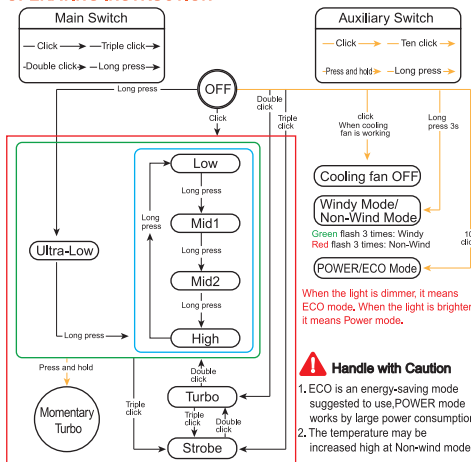 Main Switch
Click
Triple click
Double click
Long press
Auxiliary Switch
Click
Ten click
Press and hold
Long press
OFF
Long press
Click
Double
click
Triple
click
click
When cooling
fan is working
Long
press 3s
Low
Long press
Long
press
Mid1
Long press
Mid2
Long press
High
Ultra-Low
Long press
Cooling fan OFF
Windy Mode/
Non-Wind Mode
Green flash 3 times: Windy
Red flash 3 times: Non-Wind
POWER/ECO Mode
10
click
When the light is dimmer, it means
ECO mode. When the light is brighter
it means Power mode.
Press and hold
Momentary
Turbo
Triple
click
Double
click
Turbo
Triple
click
Double
click
Strobe
Handle with Caution
1. ECO is an energy-saving mode
suggested to use,POWER mode
works by large power consumption
2. The temperature may be
increased high at Non-wind mode